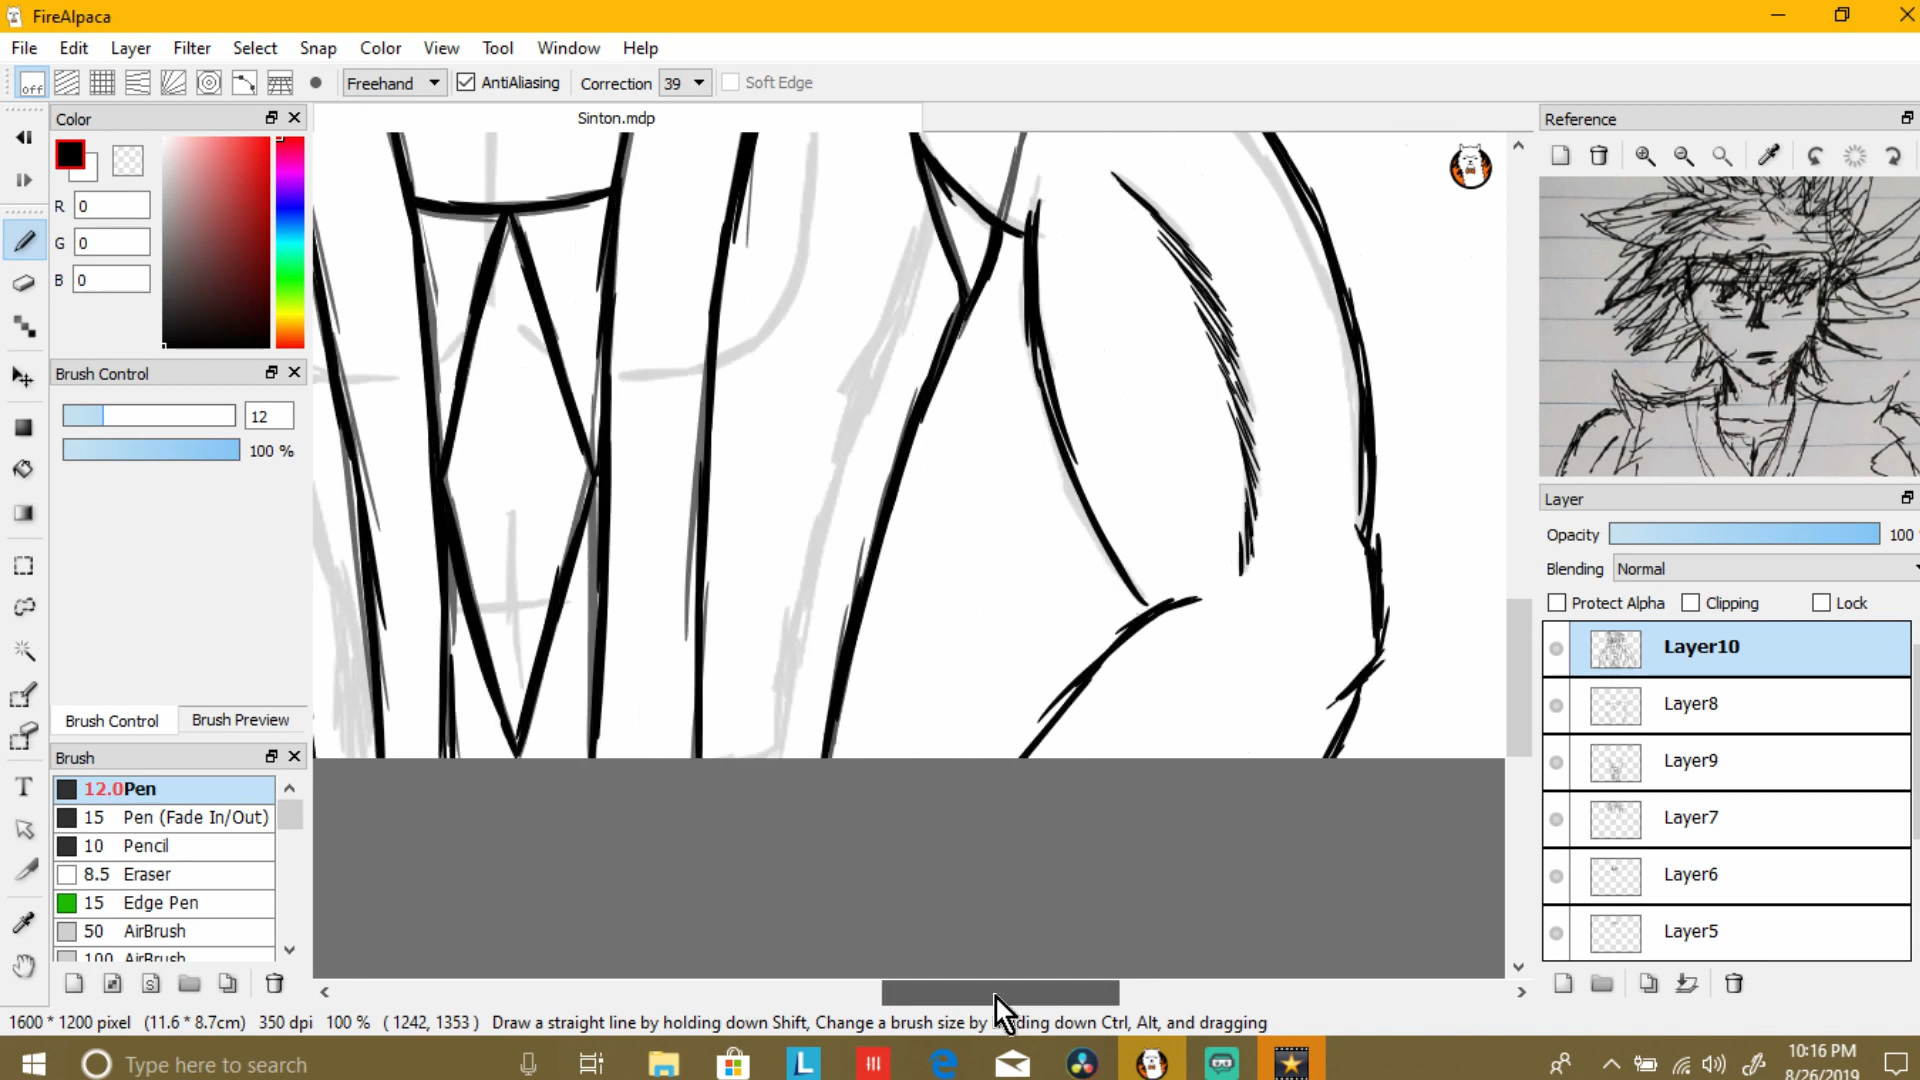 FireAlpaca
File Edit Layer Filter Select Snap Color View Tool Window Help
off Freehand AntiAliasing Correction 39 Soft Edge
Color
Sinton.mdp
Reference
R 0
G 0
B 0
Brush Control
12
100 %
Brush Control Brush Preview
Brush
12.0Pen
15 Pen (Fade In/Out)
10 Pencil
8.5 Eraser
15 Edge Pen
50 AirBrush
100 AirBrush
S
T
Layer
Opacity 100
Blending Normal
Protect Alpha Clipping Lock
Layer10
Layer8
Layer9
Layer7
Layer6
Layer5
1600 * 1200 pixel (11.6 * 8.7cm) 350 dpi 100 % ( 1242, 1353 ) Draw a straight line by holding down Shift, Change a brush size by holding down Ctrl, Alt, and dragging
Type here to search
L
10:16 PM
8/26/2019